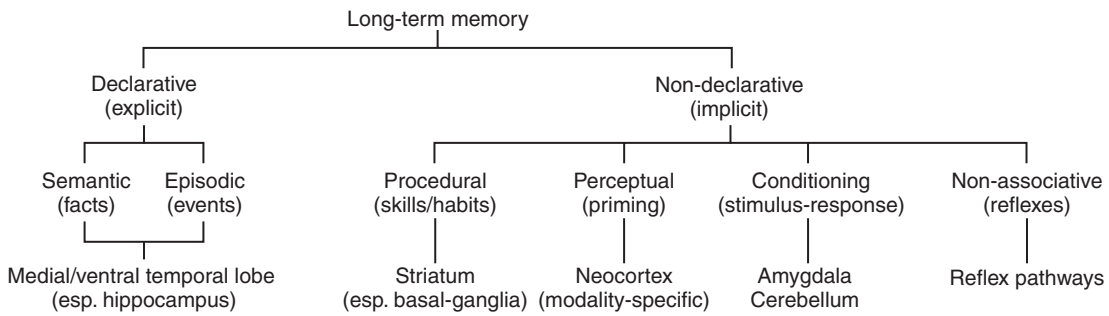 Long-term memory
Declarative
(explicit)
Non-declarative
(implicit)
Semantic
(facts)
Episodic
(events)
Procedural
(skills/habits)
Perceptual
(priming)
Conditioning
(stimulus-response)
Non-associative
(reflexes)
Medial/ventral temporal lobe
(esp. hippocampus)
Striatum
(esp. basal-ganglia)
Neocortex
(modality-specific)
Amygdala
Cerebellum
Reflex pathways